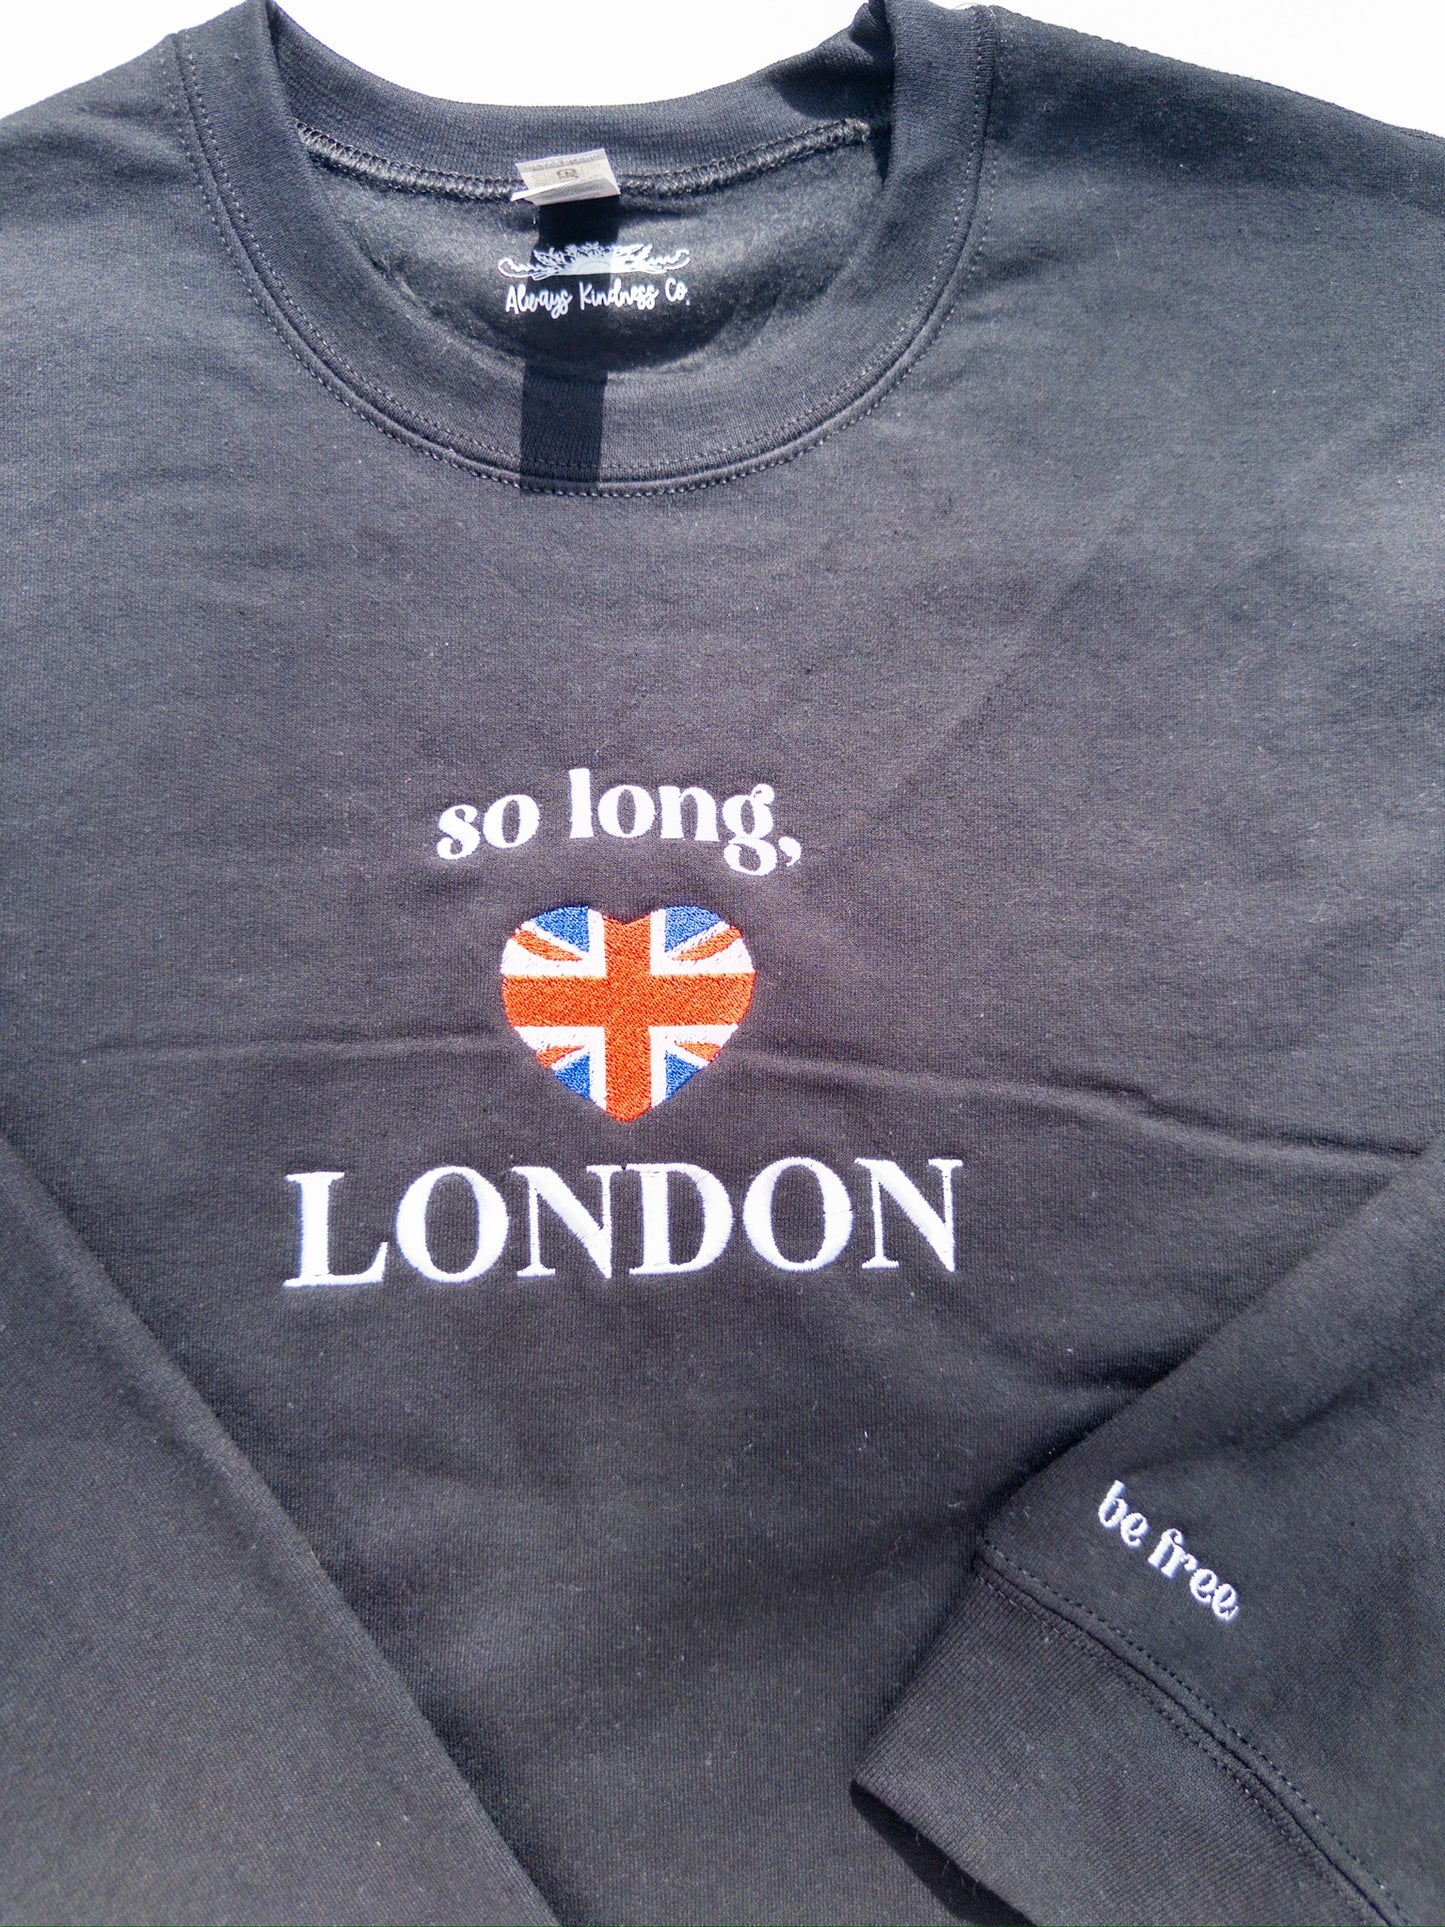 Always Kindness Co.
so long,
LONDON
be free